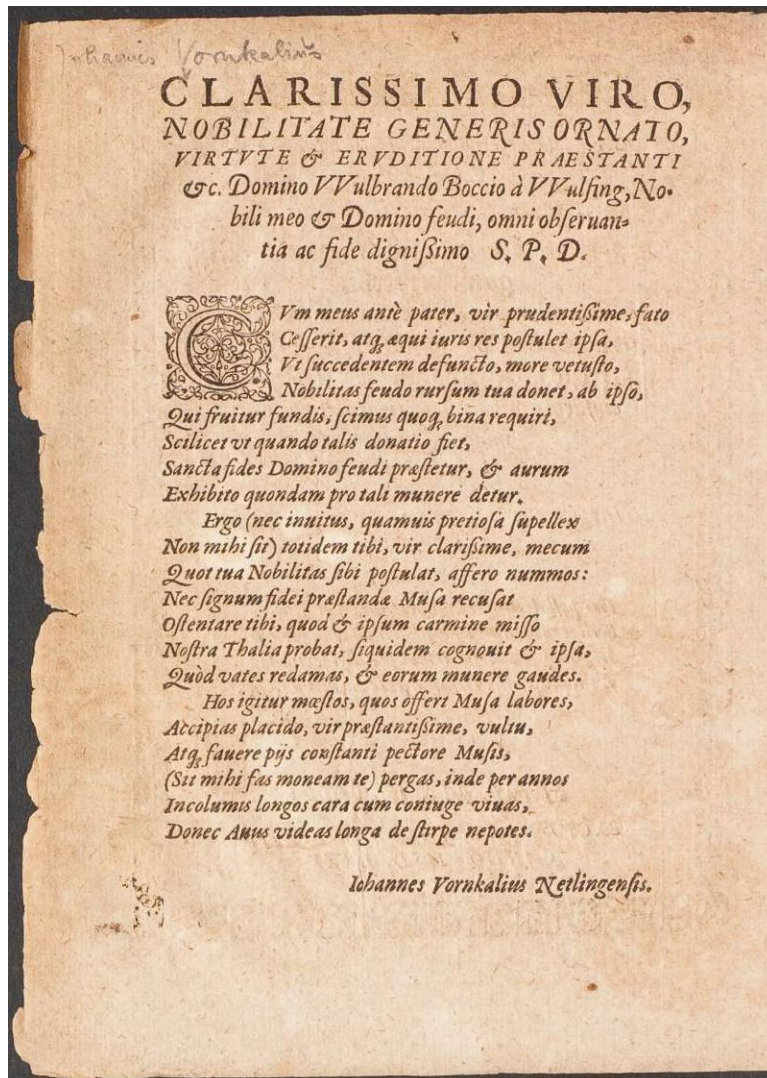 Johannes Vornkalius
CLARISSIMO VIRO,
NOBILITATE GENERIS ORNATO,
VIRTVTE & ERVDITIONE PRAESTANTI
&c. Domino VVulbrando Boccio à VVulfing, No-
bili meo & Domino feudi, omni obſeruan-
tia ac fide digniſſimo S. P. D.
CVm meus antè pater, vir prudentiſſime, fato
Ceſſerit, atq; æqui iuris res poſtulet ipſa,
Vt ſuccedentem defuncto, more vetuſto,
Nobilitas feudo rurſum tua donet, ab ipſo,
Qui fruitur fundis, ſcimus quoq; bina requiri,
Scilicet vt quando talis donatio fiet,
Sancta fides Domino feudi præſtetur, & aurum
Exhibito quondam pro tali munere detur.
Ergo (nec inuitus, quamuis pretioſa ſupellex
Non mihi ſit) totidem tibi, vir clariſſime, mecum
Quot tua Nobilitas ſibi poſtulat, affero nummos:
Nec ſignum fidei præſtandæ Muſa recuſat
Oſtentare tibi, quod & ipſum carmine miſſo
Noſtra Thalia probat, ſiquidem cognouit & ipſa,
Quòd vates redamas, & eorum munere gaudes.
Hos igitur mœſtos, quos offert Muſa labores,
Accipias placido, vir præſtantiſſime, vultu,
Atq; fauere pijs conſtanti pectore Muſis,
(Sit mihi fas moneam te) pergas, inde per annos
Incolumis longos cara cum coniuge viuas,
Donec Auus videas longa de ſtirpe nepotes.
Iohannes Vornkalius Netlingenſis.